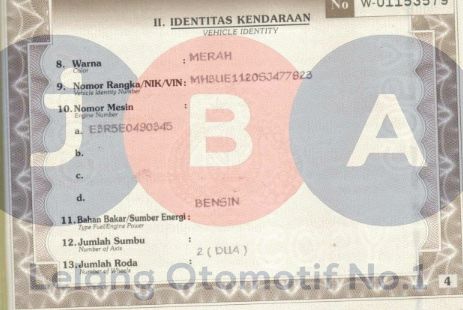 No W-01153579
II. IDENTITAS KENDARAAN
VEHICLE IDENTITY
8. Warna : MERAH
Color
9. Nomor Rangka/NIK/VIN: MHBUE1120SJ477823
Vehicle Identity Number
10. Nomor Mesin :
Engine Number
a. E3R5E0490345
b.
c.
d.
BENSIN
11. Bahan Bakar/Sumber Energi :
Type Fuel/Engine Power
12. Jumlah Sumbu :
Number of Axis
2 ( DUA )
13. Jumlah Roda :
Number of Wheels
JBA
Lelang Otomotif No.1
4